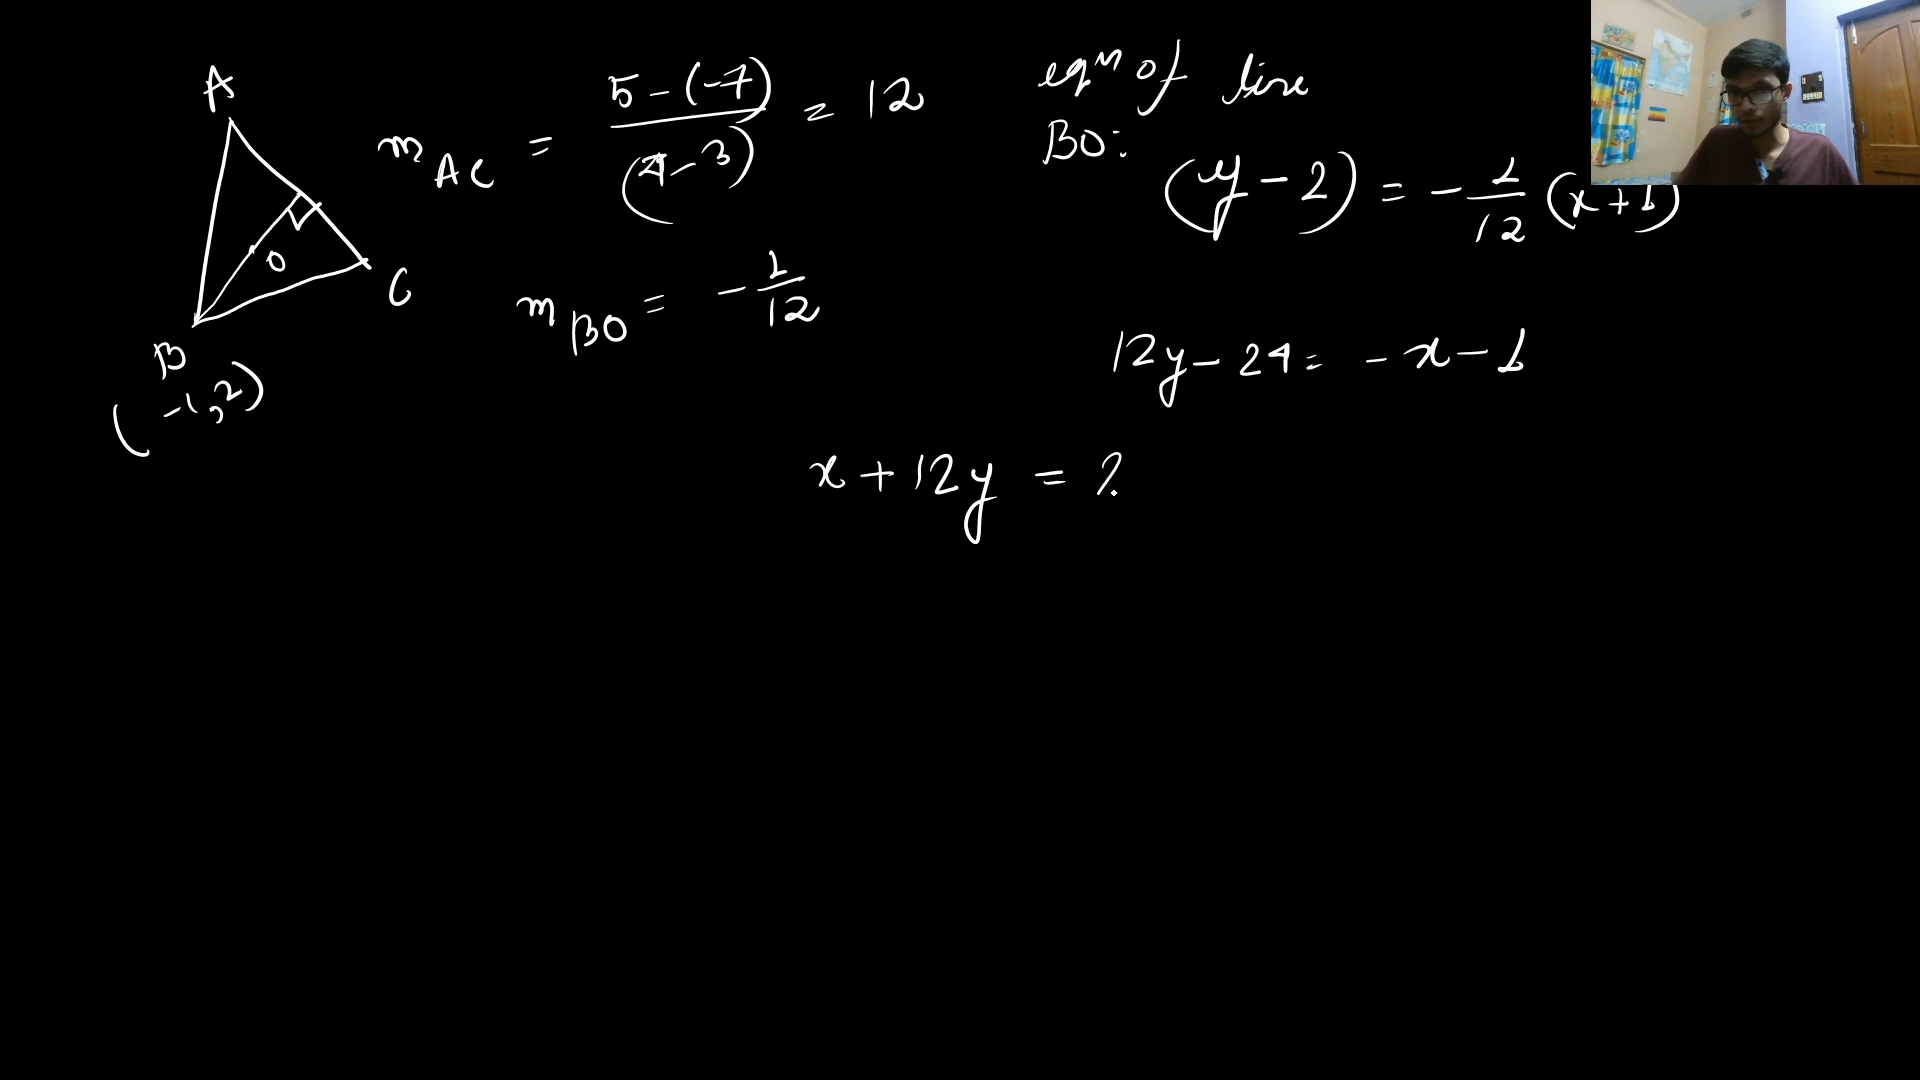 A
m_AC = (5 - (-7)) / (4 - 3) = 12
eqⁿ of line
BO:
(y - 2) = - 1/12 (x + 1)
O
C
m_BO = - 1/12
B
(-1, 2)
12y - 24 = - x - 1
x + 12y = ?